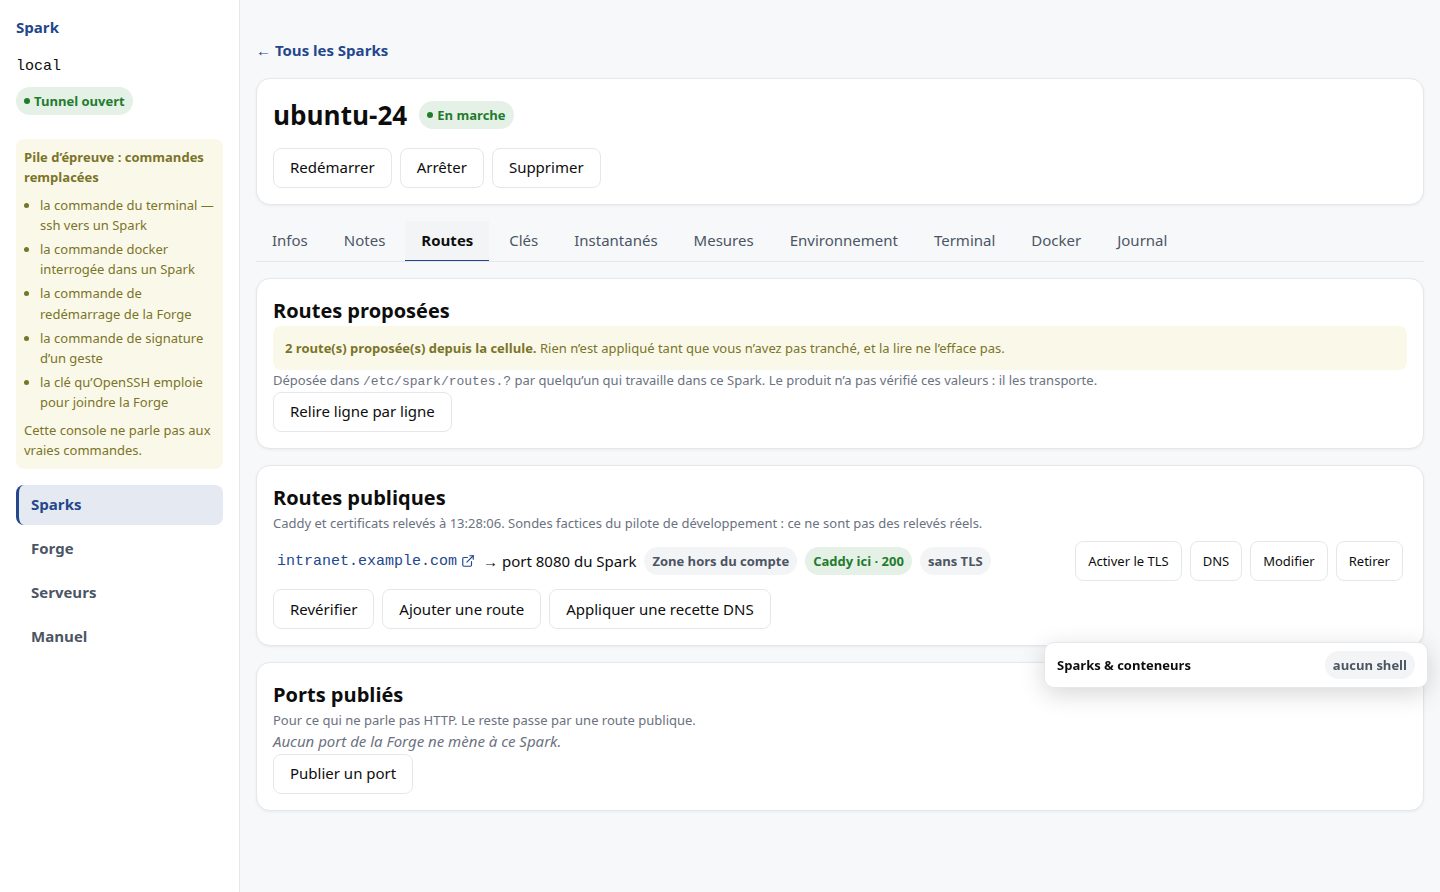 Spark
local
Tunnel ouvert
Pile d’épreuve : commandes
remplacées
la commande du terminal —
ssh vers un Spark
la commande docker
interrogée dans un Spark
la commande de
redémarrage de la Forge
la commande de signature
d’un geste
la clé qu’OpenSSH emploie
pour joindre la Forge
Cette console ne parle pas aux
vraies commandes.
Sparks
Forge
Serveurs
Manuel
← Tous les Sparks
ubuntu-24 En marche
Redémarrer Arrêter Supprimer
Infos Notes Routes Clés Instantanés Mesures Environnement Terminal Docker Journal
Routes proposées
2 route(s) proposée(s) depuis la cellule. Rien n’est appliqué tant que vous n’avez pas tranché, et la lire ne l’efface pas.
Déposée dans /etc/spark/routes.? par quelqu’un qui travaille dans ce Spark. Le produit n’a pas vérifié ces valeurs : il les transporte.
Relire ligne par ligne
Routes publiques
Caddy et certificats relevés à 13:28:06. Sondes factices du pilote de développement : ce ne sont pas des relevés réels.
intranet.example.com → port 8080 du Spark Zone hors du compte Caddy ici · 200 sans TLS Activer le TLS DNS Modifier Retirer
Revérifier Ajouter une route Appliquer une recette DNS
Sparks & conteneurs aucun shell
Ports publiés
Pour ce qui ne parle pas HTTP. Le reste passe par une route publique.
Aucun port de la Forge ne mène à ce Spark.
Publier un port